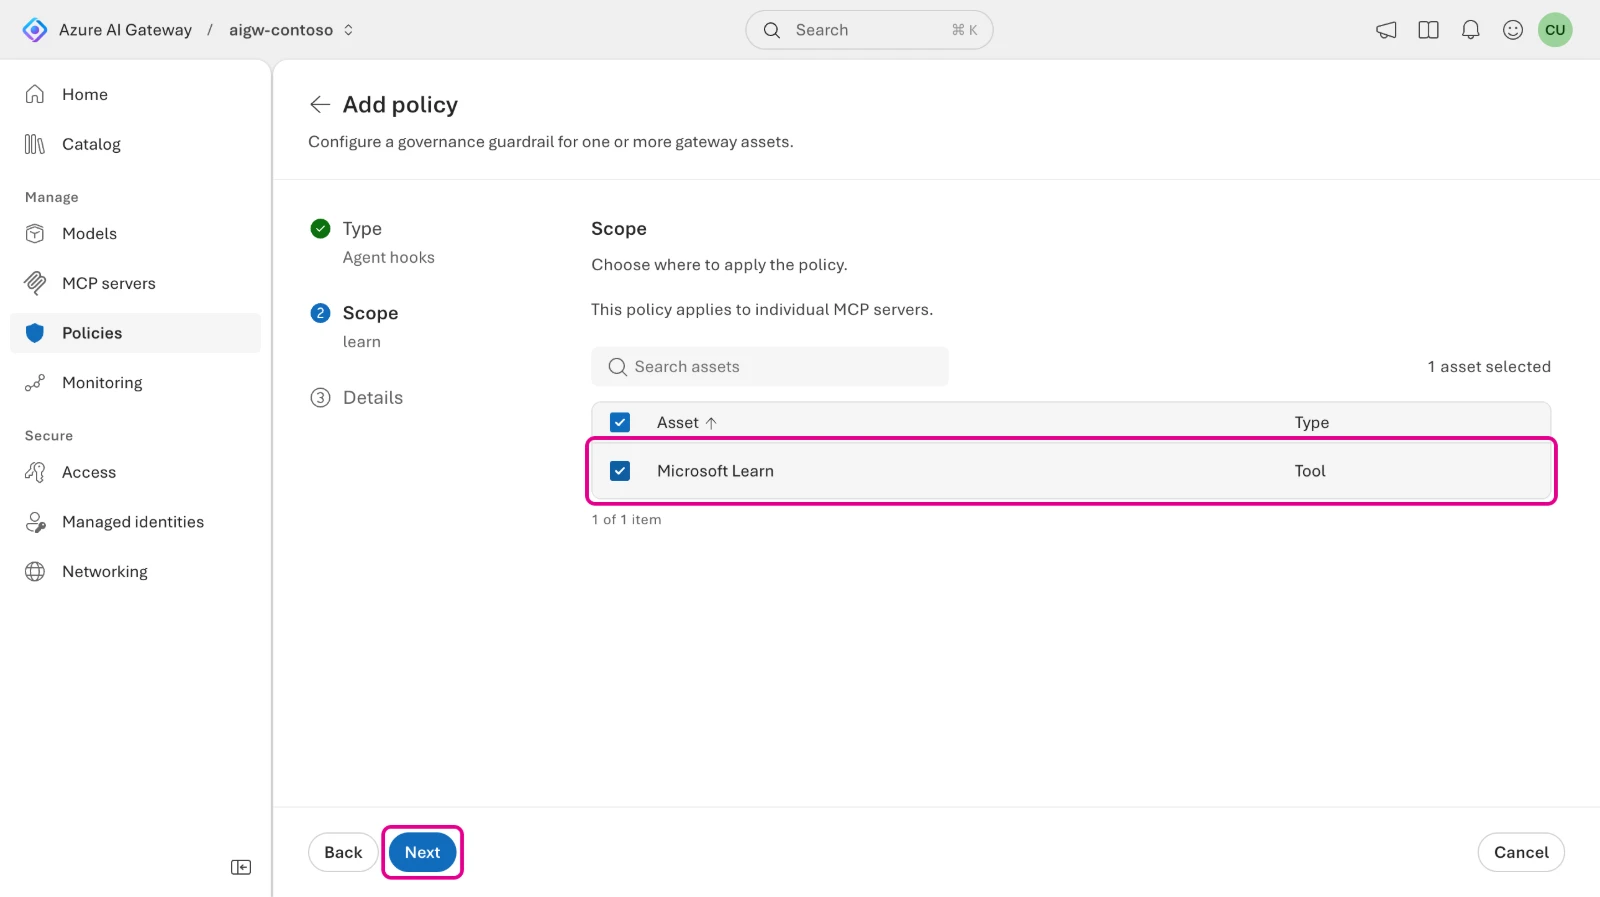 Azure AI Gateway / aigw-contoso
Search ⌘ K
CU
Home
Catalog
Manage
Models
MCP servers
Policies
Monitoring
Secure
Access
Managed identities
Networking
Add policy
Configure a governance guardrail for one or more gateway assets.
Type
Agent hooks
2 Scope
learn
3 Details
Scope
Choose where to apply the policy.
This policy applies to individual MCP servers.
Search assets
1 asset selected
Asset ↑ Type
Microsoft Learn Tool
1 of 1 item
Back Next Cancel